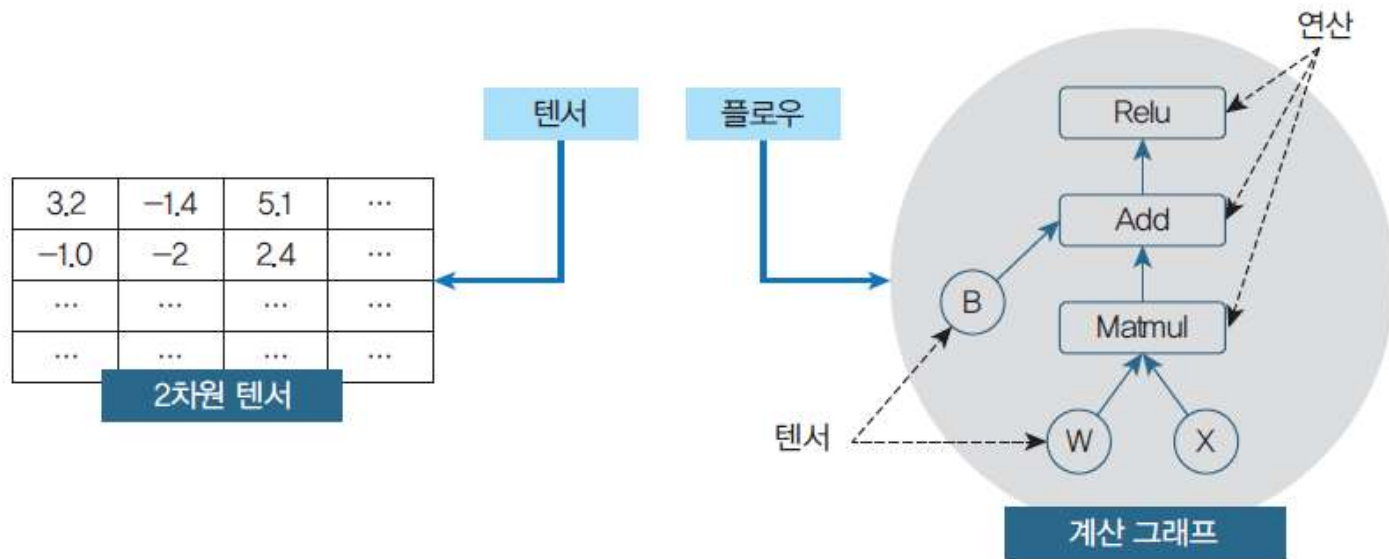 연산
텐서
플로우
Relu
3.2 −1.4 5.1 …
Add
−1.0 −2 2.4 …
B
… … … …
Matmul
… … … …
2차원 텐서
텐서
W
X
계산 그래프